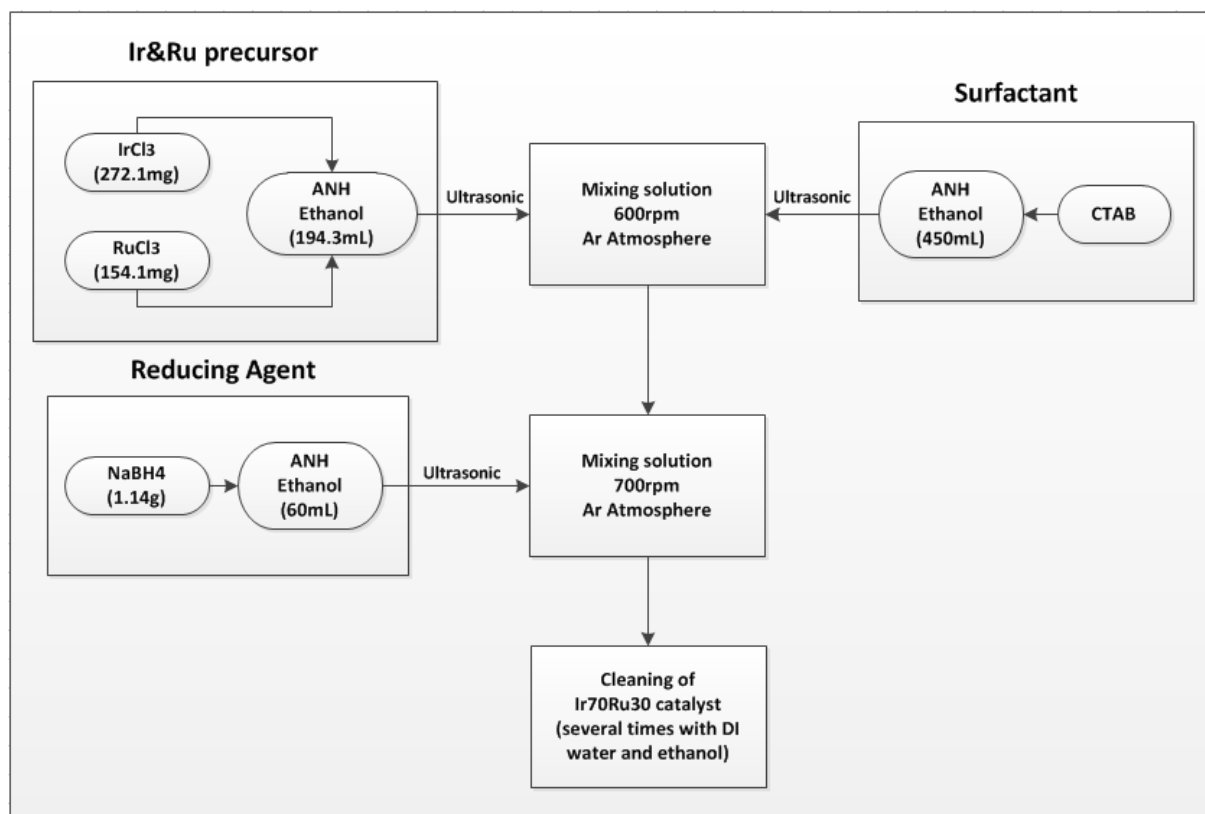 Ir&Ru precursor
IrCl3
(272.1mg)
RuCl3
(154.1mg)
ANH
Ethanol
(194.3mL)
Ultrasonic
Mixing solution
600rpm
Ar Atmosphere
Surfactant
Ultrasonic
ANH
Ethanol
(450mL)
CTAB
Reducing Agent
NaBH4
(1.14g)
ANH
Ethanol
(60mL)
Ultrasonic
Mixing solution
700rpm
Ar Atmosphere
Cleaning of
Ir70Ru30 catalyst
(several times with DI
water and ethanol)